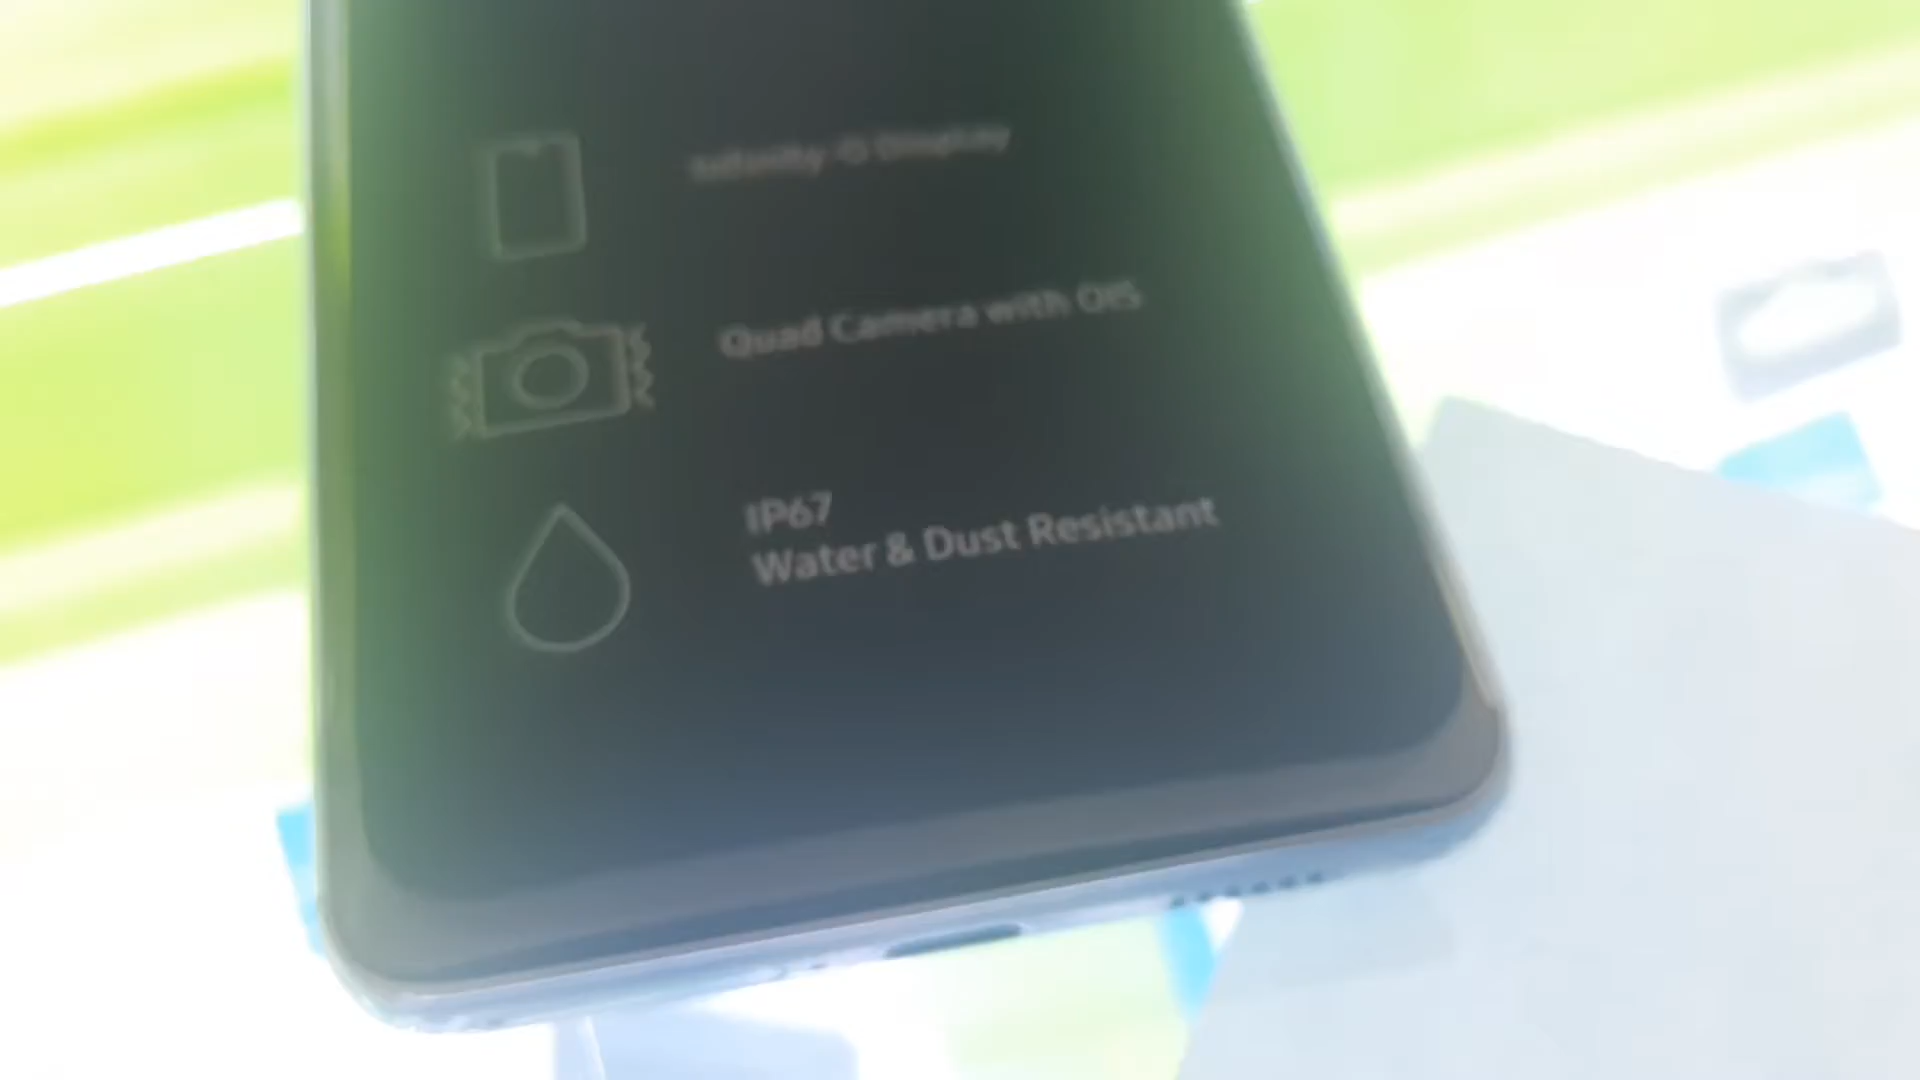 Infinity-O Display
Quad Camera with OIS
IP67
Water & Dust Resistant